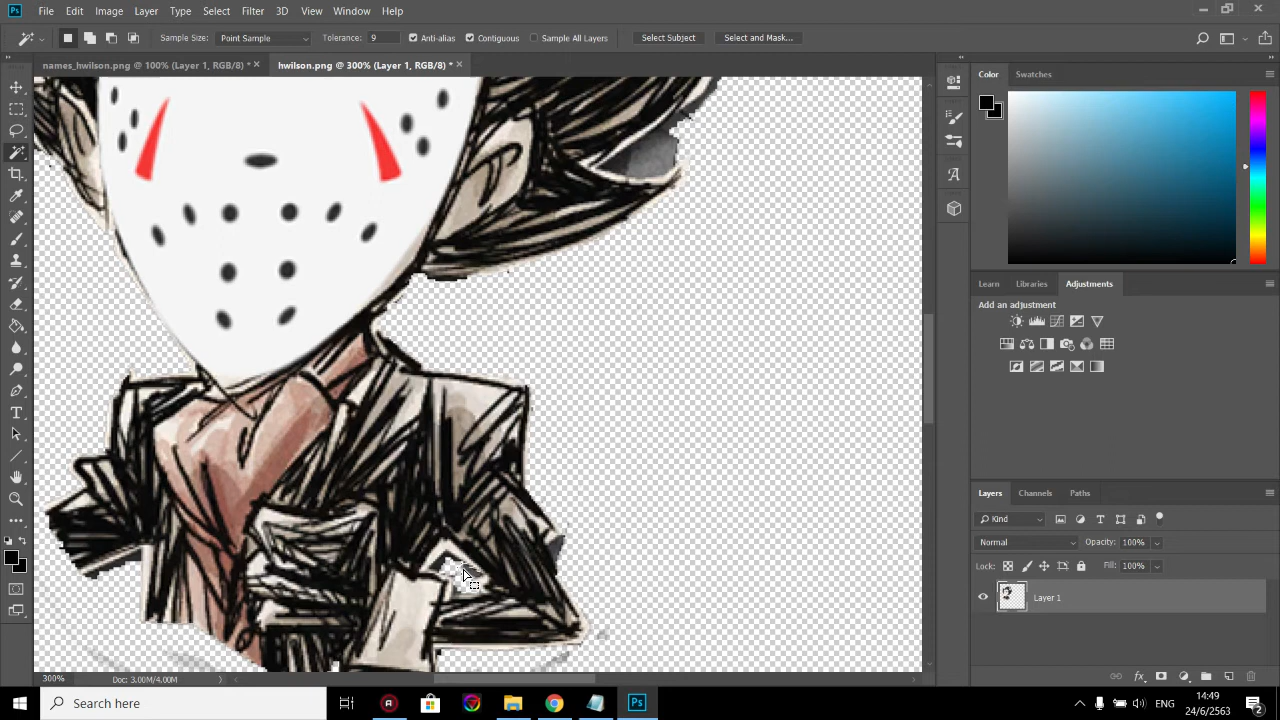 Ps File Edit Image Layer Type Select Filter 3D View Window Help
Sample Size: Point Sample Tolerance: 9 Anti-alias Contiguous Sample All Layers Select Subject Select and Mask...
names_hwilson.png @ 100% (Layer 1, RGB/8) * hwilson.png @ 300% (Layer 1, RGB/8) *
Color Swatches
Learn Libraries Adjustments
Add an adjustment
Layers Channels Paths
Kind
Normal Opacity: 100%
Lock: Fill: 100%
Layer 1
300% Doc: 3.00M/4.00M
Search here
Ps
ENG
14:49
24/6/2563